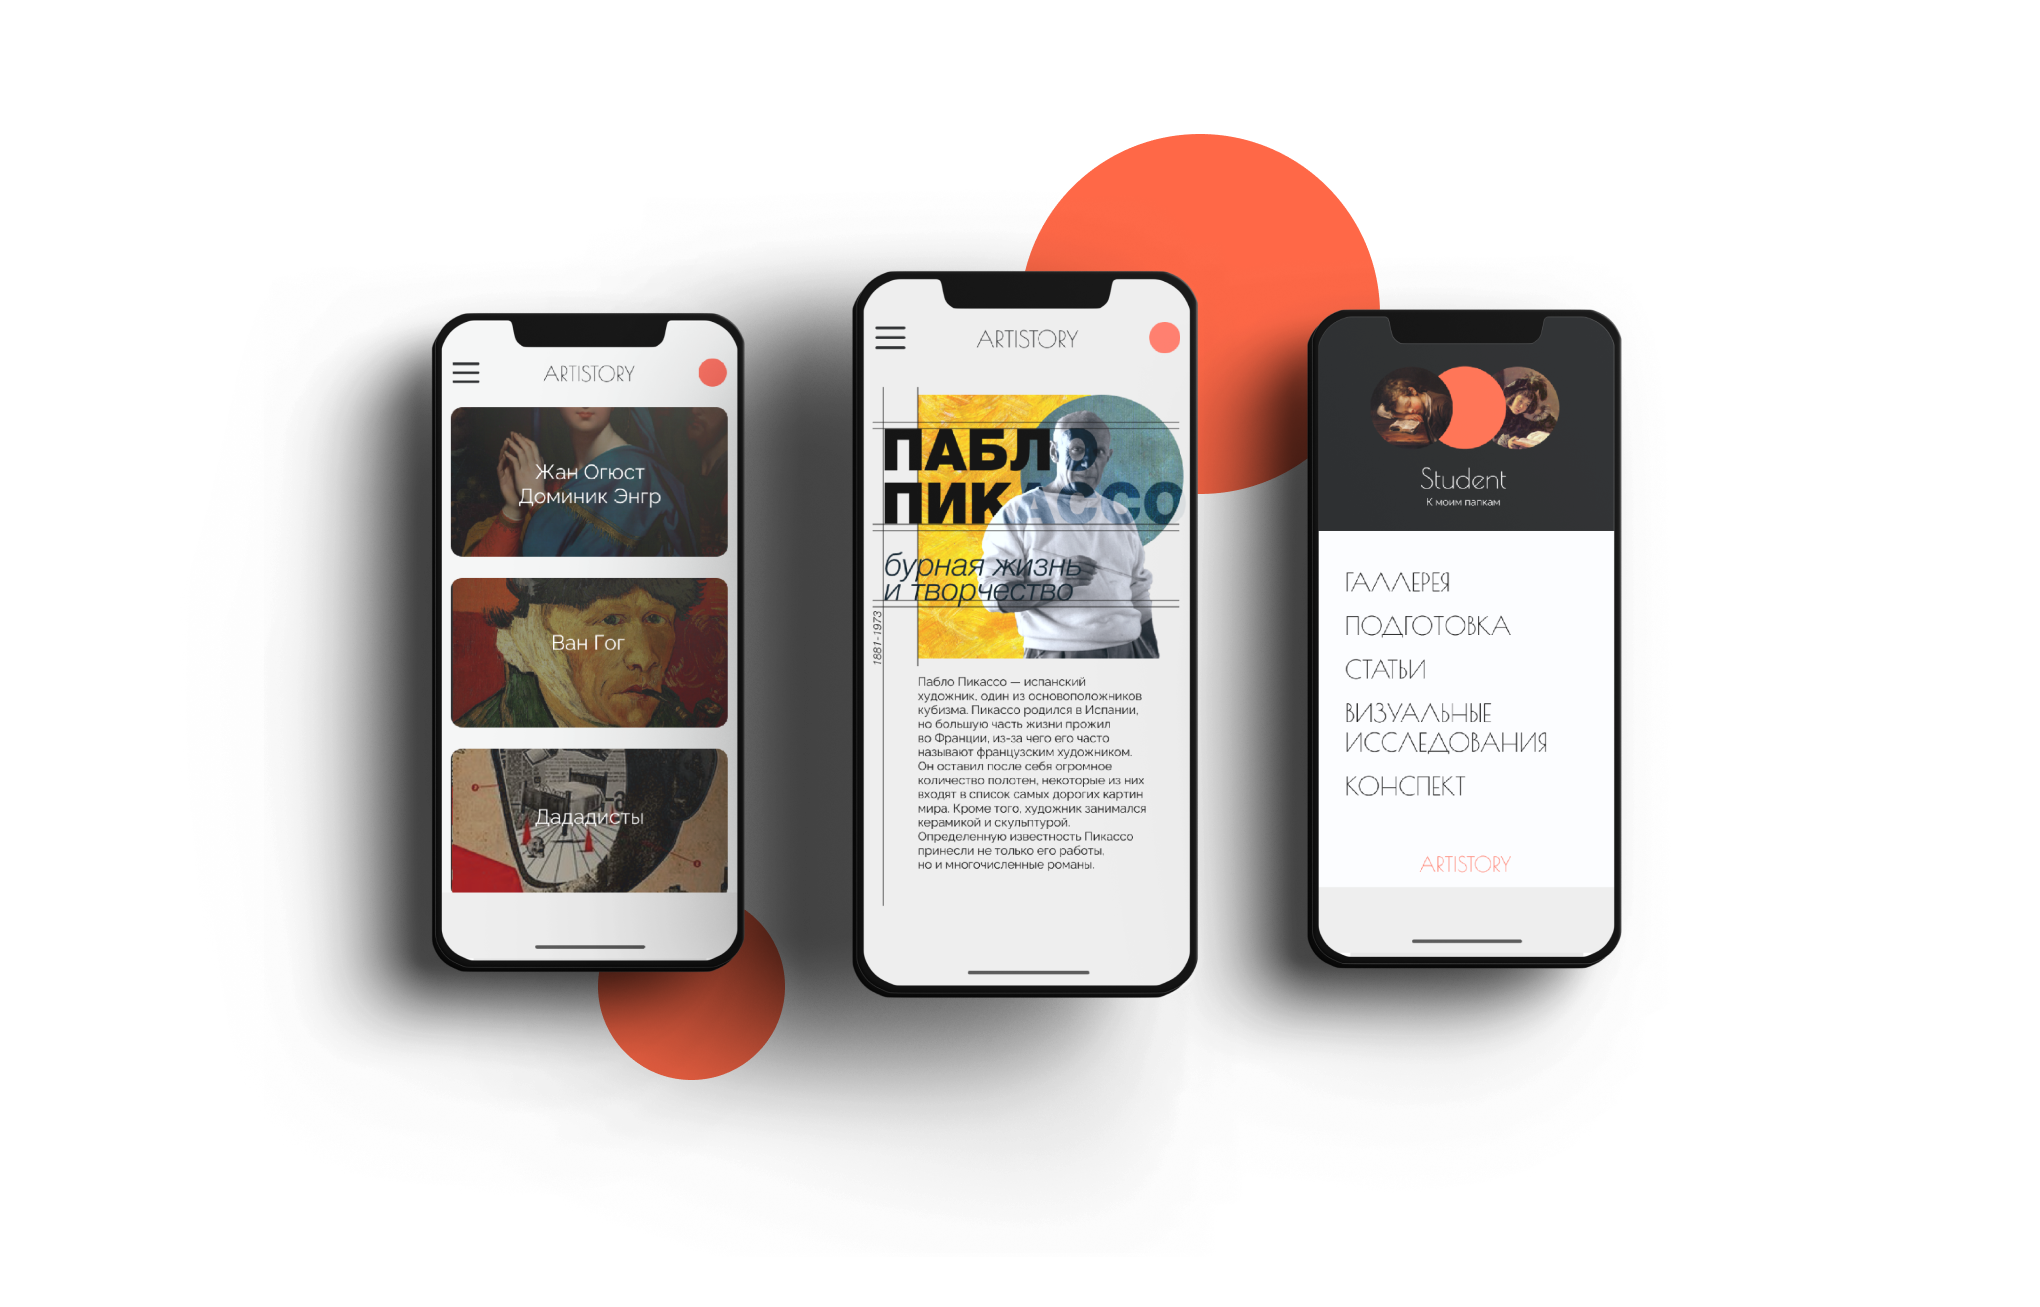 ARTISTORY
Жан Огюст
Доминик Энгр
Ван Гог
Дададисты
ARTISTORY
ПАБЛО
ПИКАССО
бурная жизнь
и творчество
1881-1973
Пабло Пикассо — испанский
художник, один из основоположников
кубизма. Пикассо родился в Испании,
но большую часть жизни прожил
во Франции, из-за чего его часто
называют французским художником.
Он оставил после себя огромное
количество полотен, некоторые из них
входят в список самых дорогих картин
мира. Кроме того, художник занимался
керамикой и скульптурой.
Определенную известность Пикассо
принесли не только его работы,
но и многочисленные романы.
Student
К моим папкам
ГАЛЛЕРЕЯ
ПОДГОТОВКА
СТАТЬИ
ВИЗУАЛЬНЫЕ
ИССЛЕДОВАНИЯ
КОНСПЕКТ
ARTISTORY